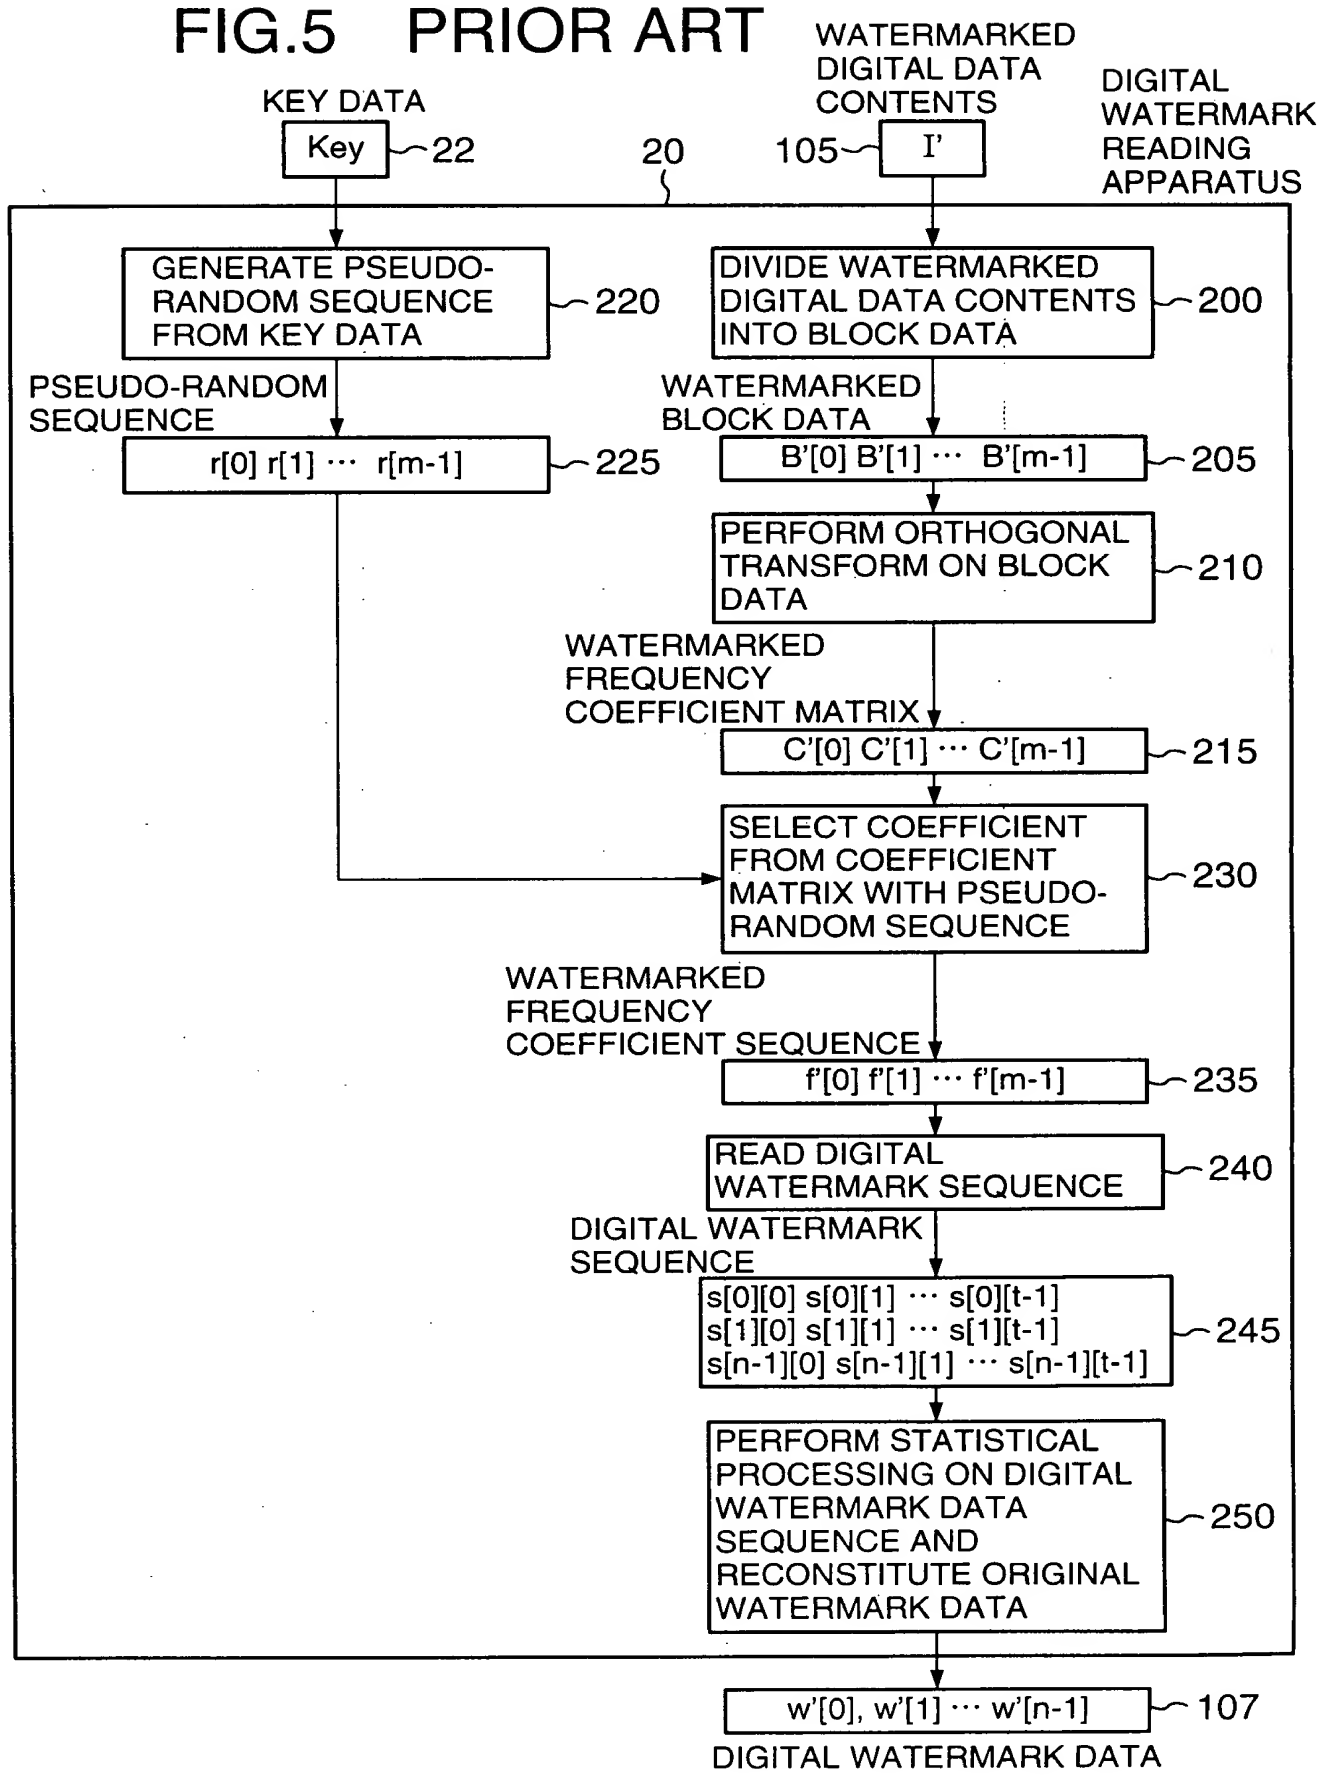 FIG.5 PRIOR ART
WATERMARKED
DIGITAL DATA
CONTENTS
DIGITAL
WATERMARK
READING
APPARATUS
KEY DATA
Key
22
20
105
I'
GENERATE PSEUDO-
RANDOM SEQUENCE
FROM KEY DATA
220
DIVIDE WATERMARKED
DIGITAL DATA CONTENTS
INTO BLOCK DATA
200
PSEUDO-RANDOM
SEQUENCE
WATERMARKED
BLOCK DATA
r[0] r[1] ··· r[m-1]
225
B'[0] B'[1] ··· B'[m-1]
205
PERFORM ORTHOGONAL
TRANSFORM ON BLOCK
DATA
210
WATERMARKED
FREQUENCY
COEFFICIENT MATRIX
C'[0] C'[1] ··· C'[m-1]
215
SELECT COEFFICIENT
FROM COEFFICIENT
MATRIX WITH PSEUDO-
RANDOM SEQUENCE
230
WATERMARKED
FREQUENCY
COEFFICIENT SEQUENCE
f'[0] f'[1] ··· f'[m-1]
235
READ DIGITAL
WATERMARK SEQUENCE
240
DIGITAL WATERMARK
SEQUENCE
s[0][0] s[0][1] ··· s[0][t-1]
s[1][0] s[1][1] ··· s[1][t-1]
s[n-1][0] s[n-1][1] ··· s[n-1][t-1]
245
PERFORM STATISTICAL
PROCESSING ON DIGITAL
WATERMARK DATA
SEQUENCE AND
RECONSTITUTE ORIGINAL
WATERMARK DATA
250
w'[0], w'[1] ··· w'[n-1]
107
DIGITAL WATERMARK DATA